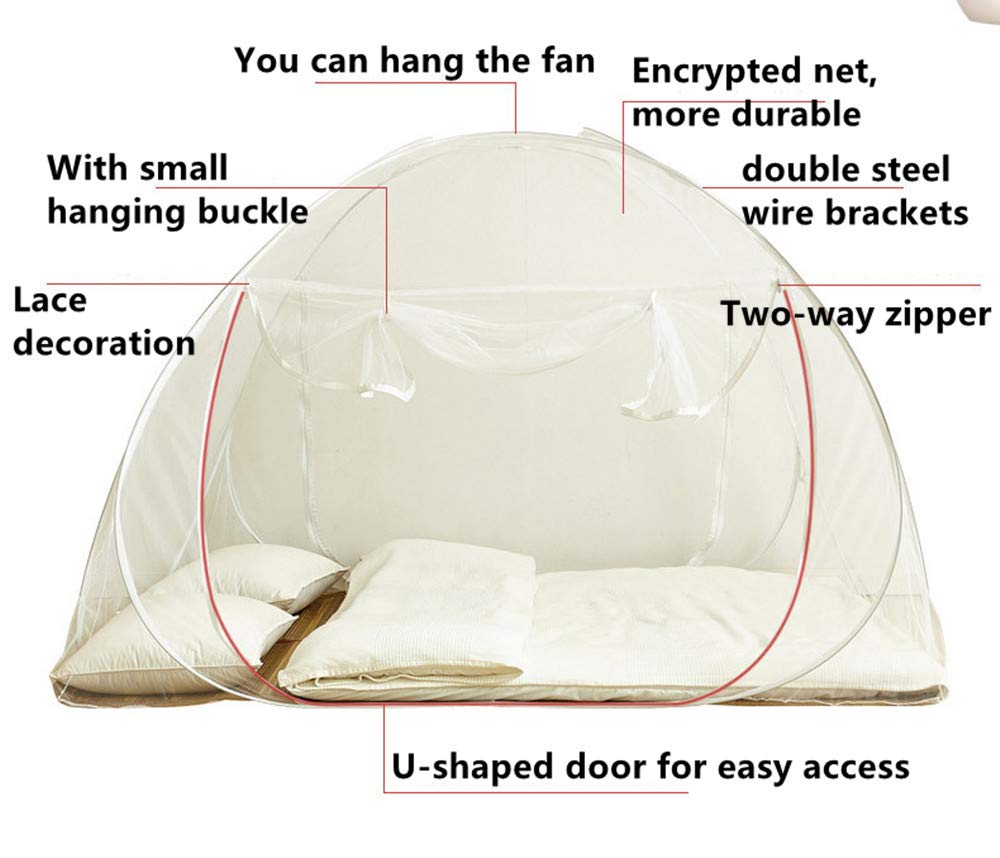 You can hang the fan
Encrypted net,
more durable
With small
hanging buckle
double steel
wire brackets
Lace
decoration
Two-way zipper
U-shaped door for easy access